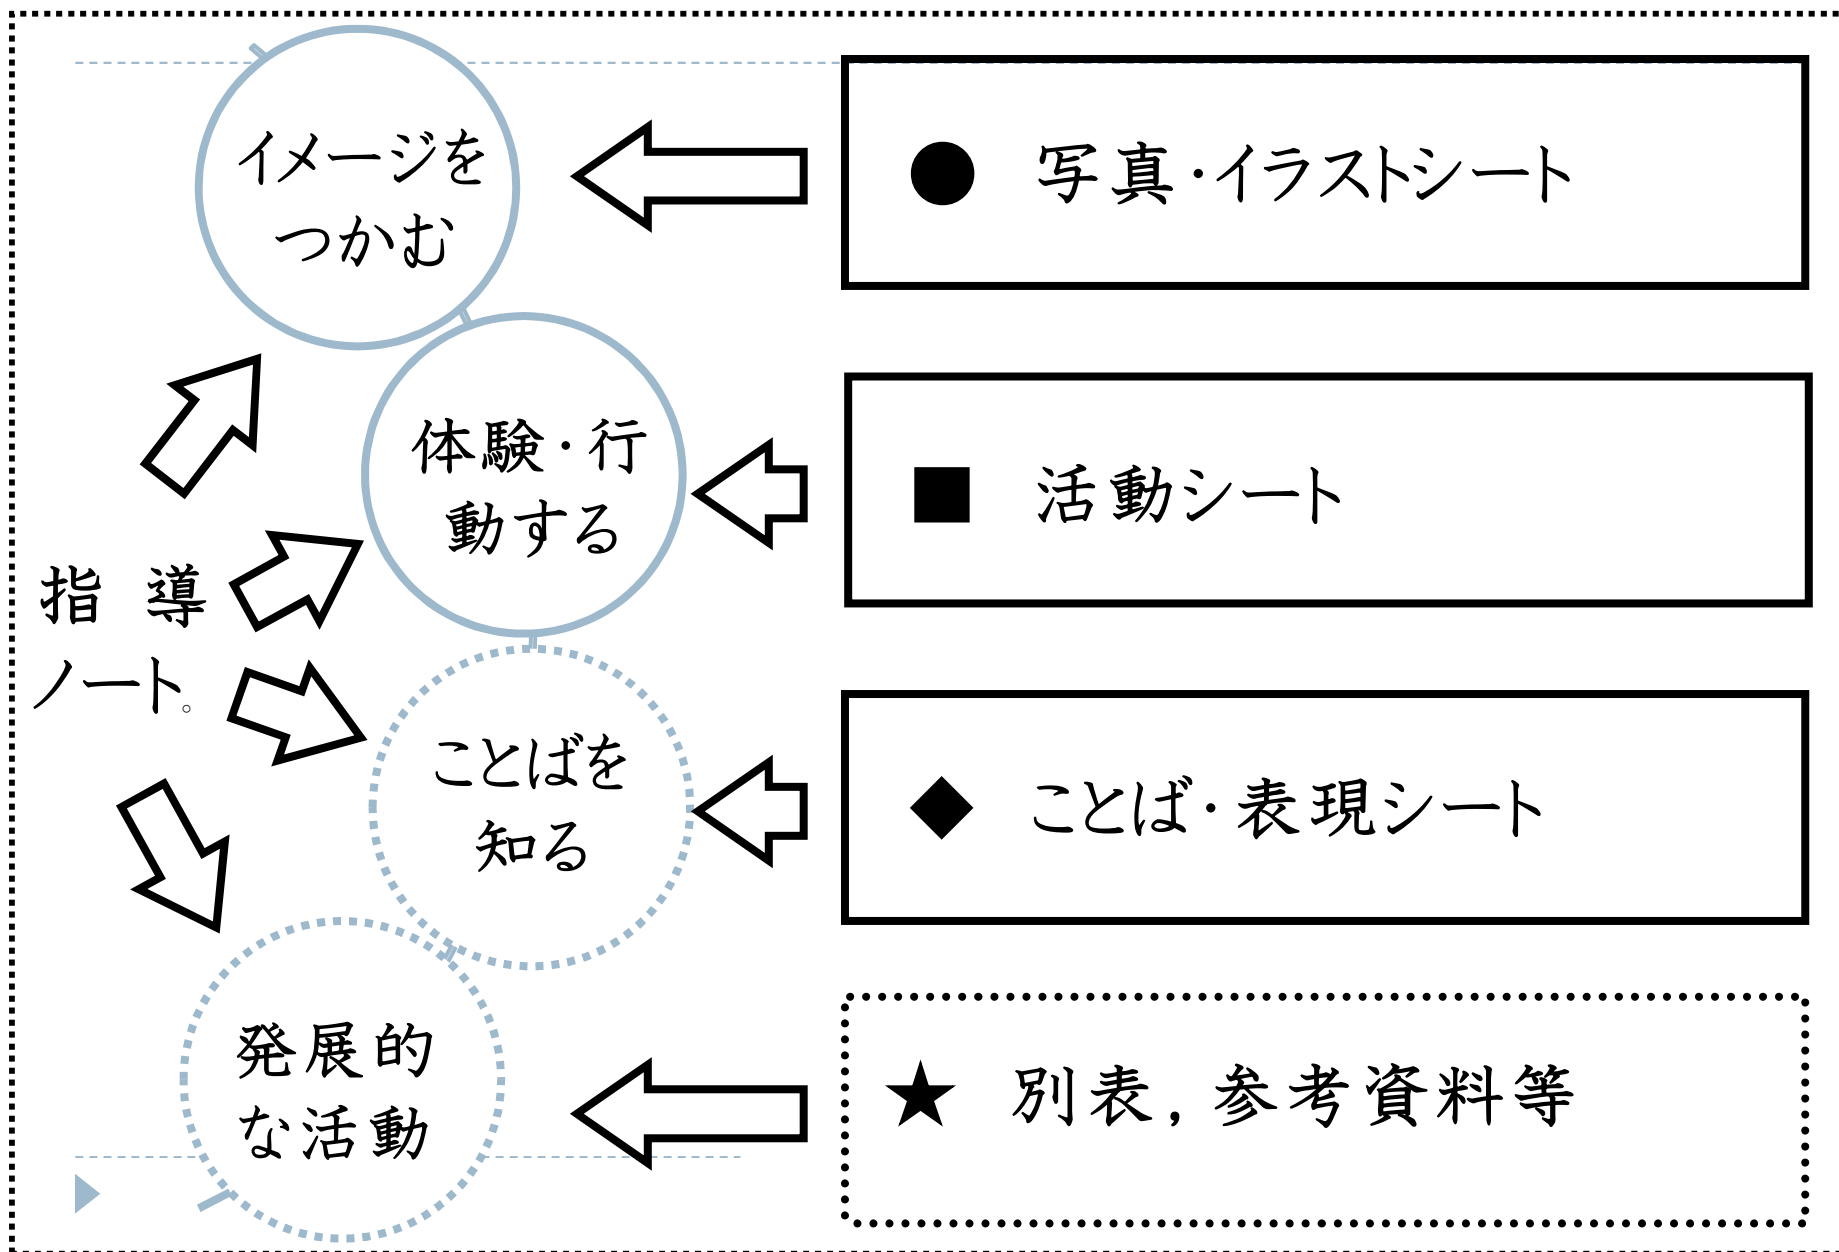 イメージを
つかむ
● 写真・イラストシート
体験・行
動する
■ 活動シート
指導
ノート。
ことばを
知る
◆ ことば・表現シート
発展的
な活動
★ 別表,参考資料等